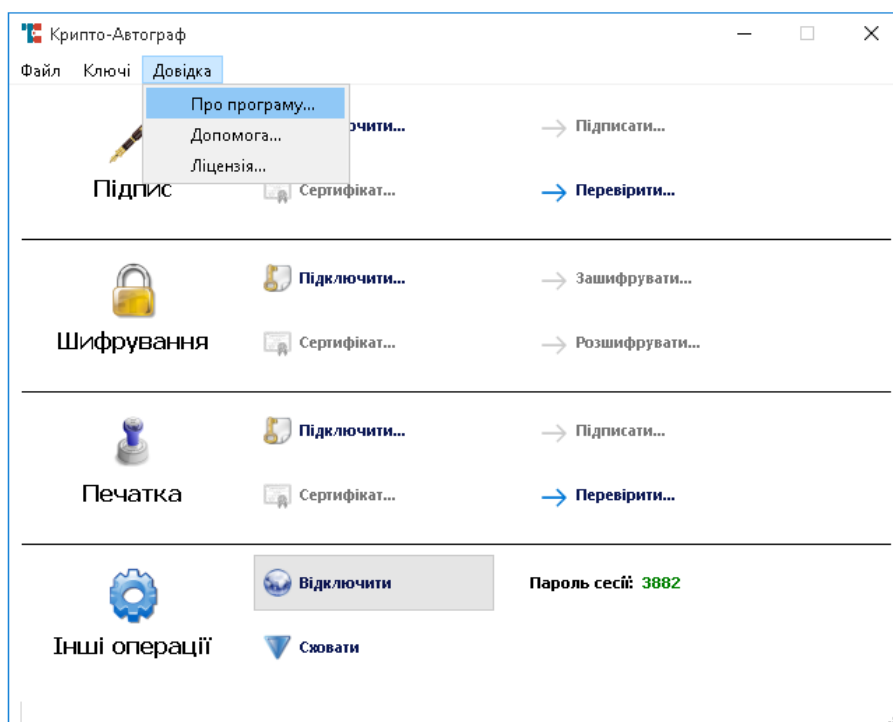 Крипто-Автограф
Файл Ключі Довідка
Про програму...
Допомога...
Ліцензія...
Підписати...
Підпис
Сертифікат...
Перевірити...
Підключити...
Зашифрувати...
Шифрування
Сертифікат...
Розшифрувати...
Підключити...
Підписати...
Печатка
Сертифікат...
Перевірити...
Відключити
Пароль сесії: 3882
Інші операції
Сховати